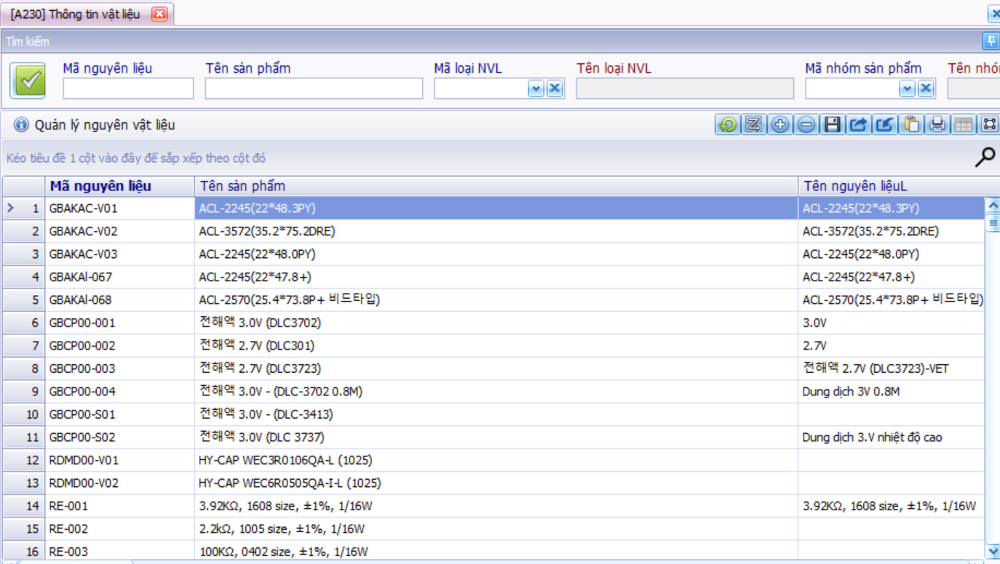 [A230] Thông tin vật liệu
Tìm kiếm
Mã nguyên liệu Tên sản phẩm Mã loại NVL Tên loại NVL Mã nhóm sản phẩm Tên nhó
Quản lý nguyên vật liệu
Kéo tiêu đề 1 cột vào đây để sắp xếp theo cột đó
Mã nguyên liệu Tên sản phẩm Tên nguyên liệuL
1 GBAKAC-V01 ACL-2245(22*48.3PY) ACL-2245(22*48.3PY)
2 GBAKAC-V02 ACL-3572(35.2*75.2DRE) ACL-3572(35.2*75.2DRE)
3 GBAKAC-V03 ACL-2245(22*48.0PY) ACL-2245(22*48.0PY)
4 GBAKAl-067 ACL-2245(22*47.8+) ACL-2245(22*47.8+)
5 GBAKAl-068 ACL-2570(25.4*73.8P+ 비드타입) ACL-2570(25.4*73.8P+ 비드타입)
6 GBCP00-001 전해액 3.0V (DLC3702) 3.0V
7 GBCP00-002 전해액 2.7V (DLC301) 2.7V
8 GBCP00-003 전해액 2.7V (DLC3723) 전해액 2.7V (DLC3723)-VET
9 GBCP00-004 전해액 3.0V - (DLC-3702 0.8M) Dung dịch 3V 0.8M
10 GBCP00-S01 전해액 3.0V - (DLC-3413)
11 GBCP00-S02 전해액 3.0V (DLC 3737) Dung dịch 3.V nhiệt độ cao
12 RDMD00-V01 HY-CAP WEC3R0106QA-L (1025)
13 RDMD00-V02 HY-CAP WEC6R0505QA-I-L (1025)
14 RE-001 3.92KΩ, 1608 size, ±1%, 1/16W 3.92KΩ, 1608 size, ±1%, 1/16W
15 RE-002 2.2kΩ, 1005 size, ±1%, 1/16W
16 RE-003 100KΩ, 0402 size, ±1%, 1/16W